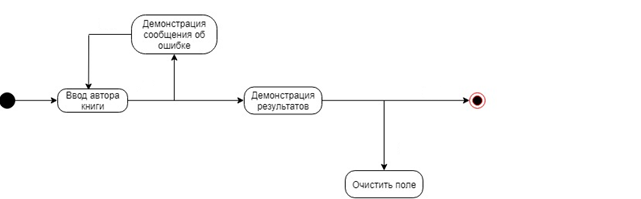 Демонстрация
сообщения об
ошибке
Ввод автора
книги
Демонстрация
результатов
Очистить поле